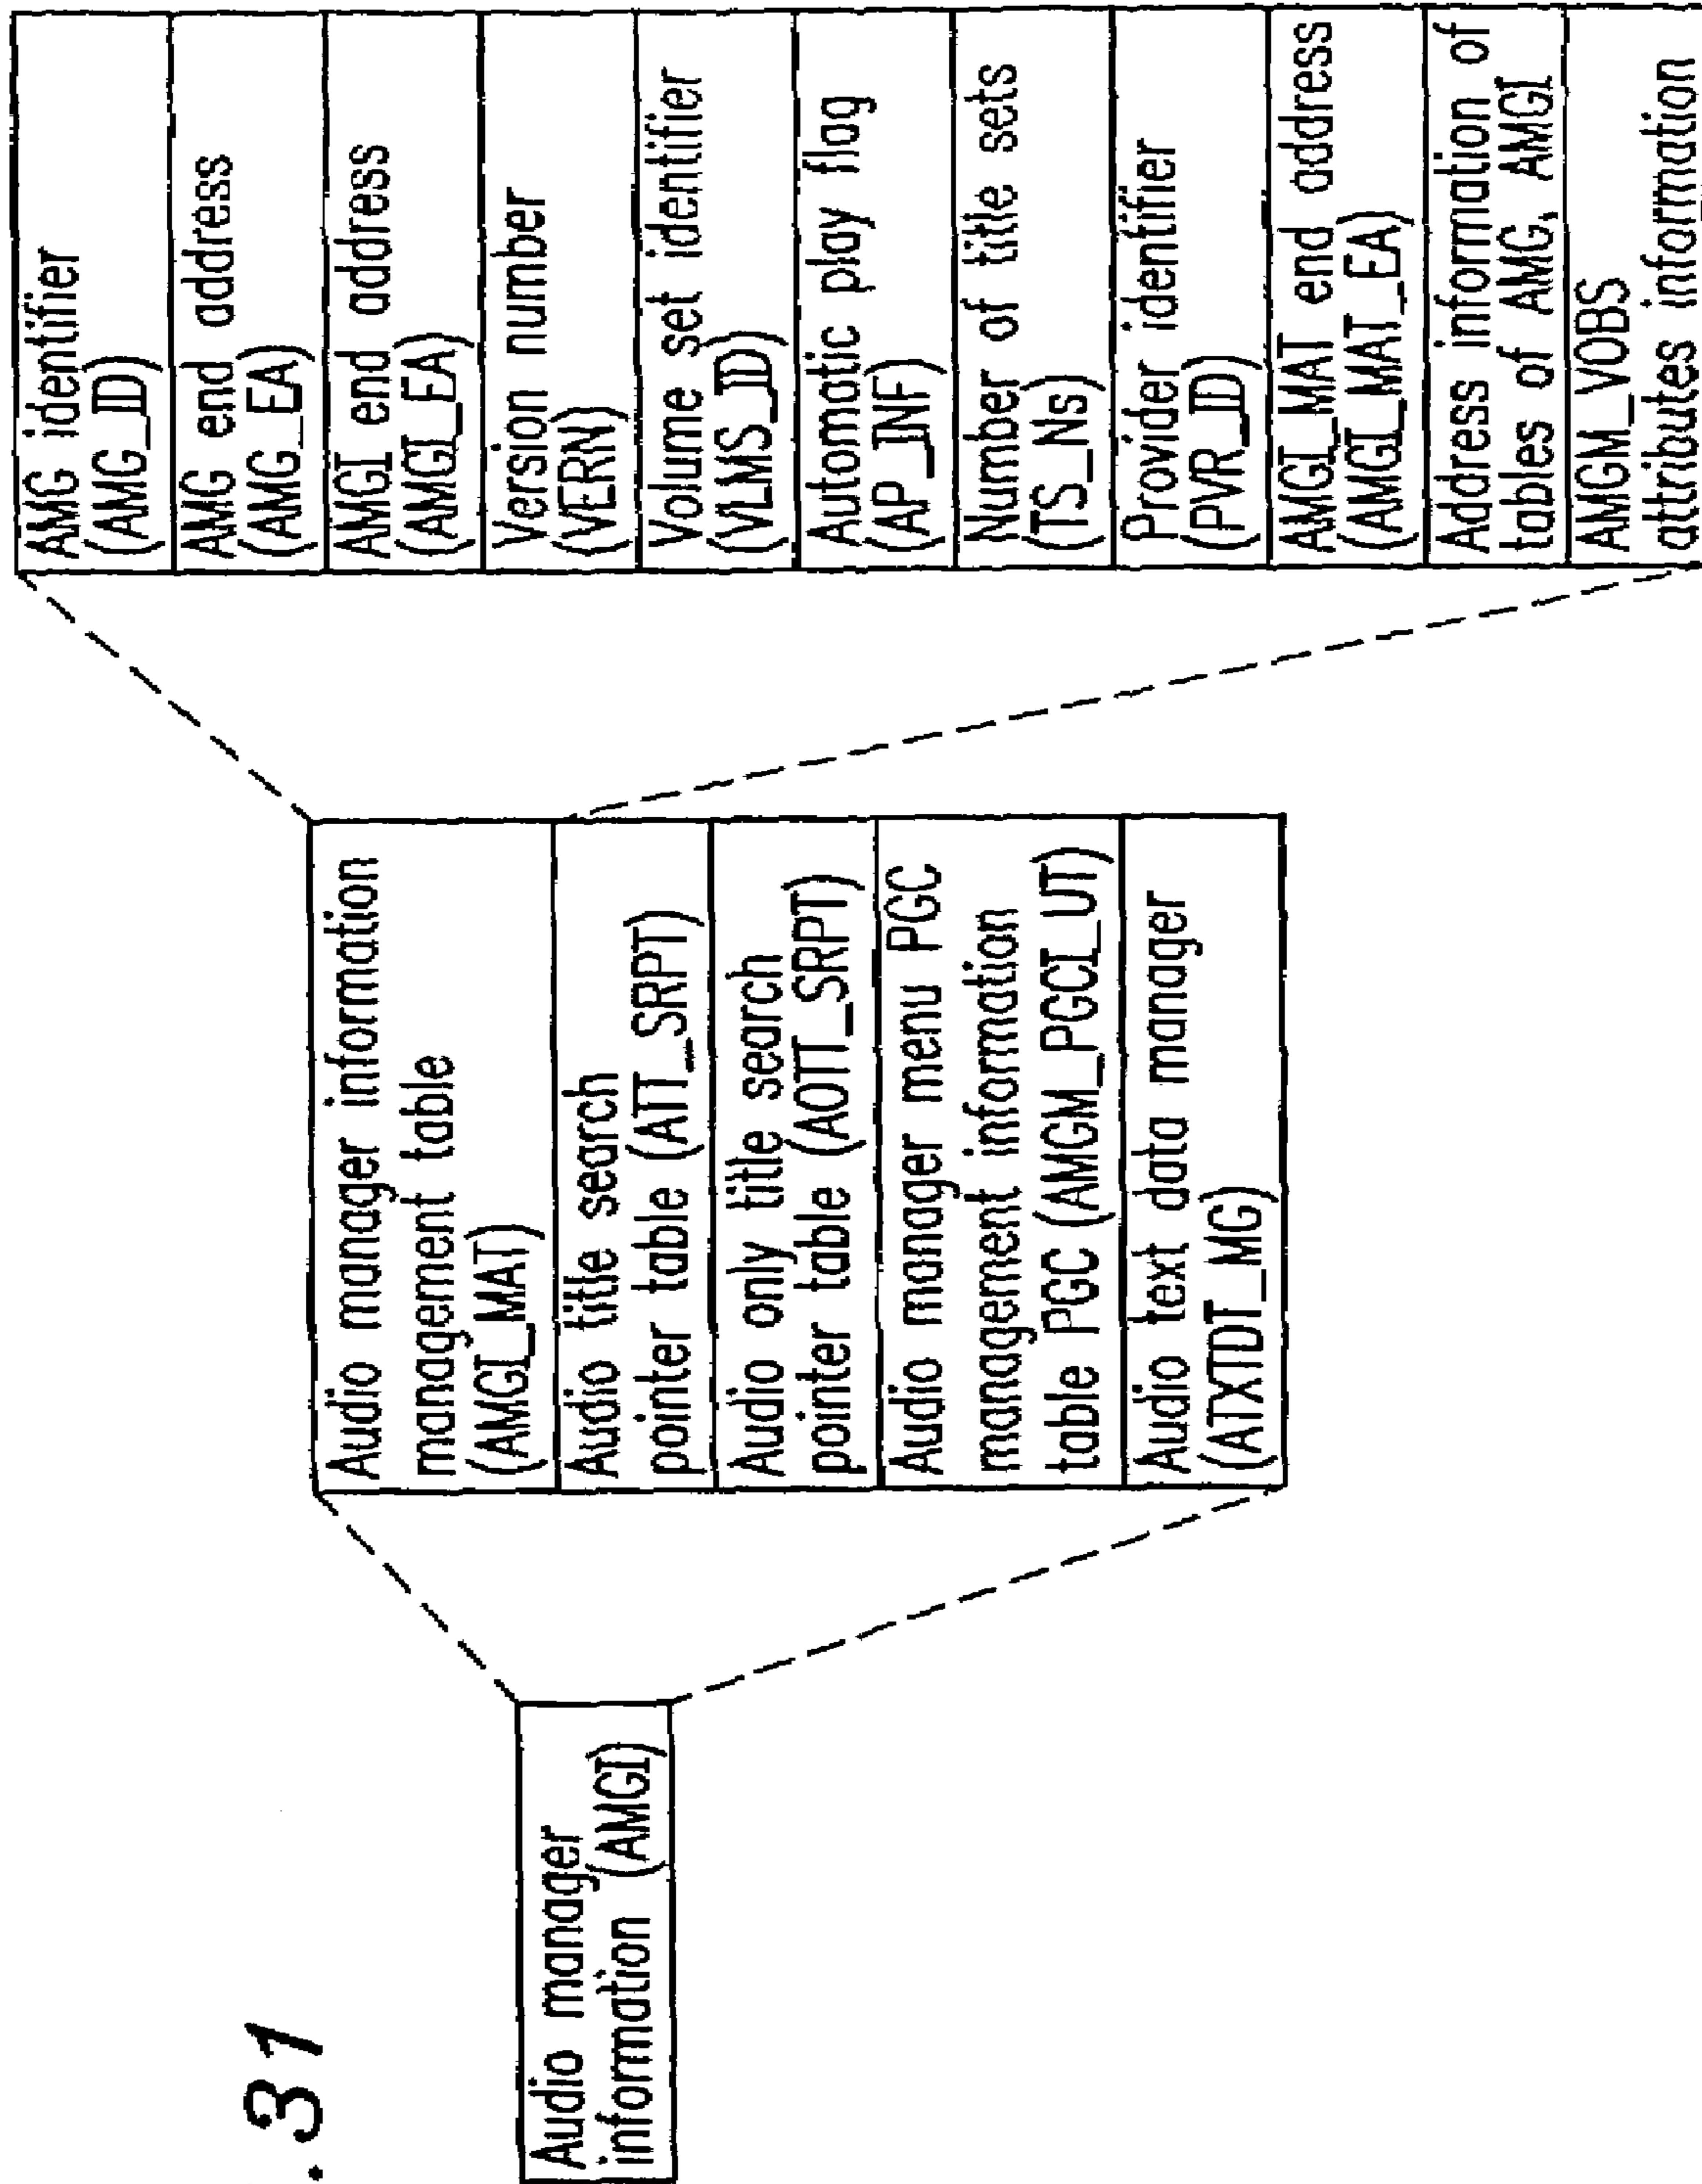 .31
Audio manager
information (AMGI)
Audio manager information
management table
(AMGI_MAT)
Audio title search
pointer table (ATT_SRPT)
Audio only title search
pointer table (AOTT_SRPT)
Audio manager menu PGC
management information
table PGC (AMGM_PGCI_UT)
Audio text data manager
(ATXTDT_MG)
AMG identifier
(AMG_ID)
AMG end address
(AMG_EA)
AMGI end address
(AMGI_EA)
Version number
(VERN)
Volume set identifier
(VLMS_ID)
Automatic play flag
(AP_INF)
Number of title sets
(TS_Ns)
Provider identifier
(PVR_ID)
AMGI_MAT end address
(AMGI_MAT_EA)
Address information of
tables of AMG, AMGI
AMGM_VOBS
attributes information